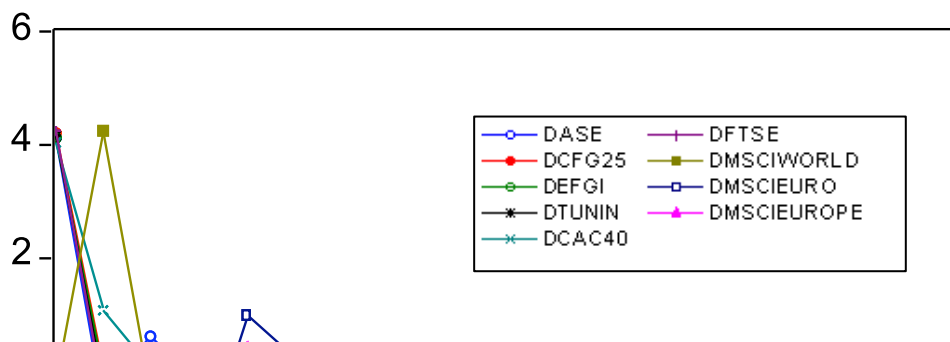 6
4
2
DASE DFTSE
DCFG25 DMSCIWORLD
DEFGI DMSCIEURO
DTUNIN DMSCIEUROPE
DCAC40